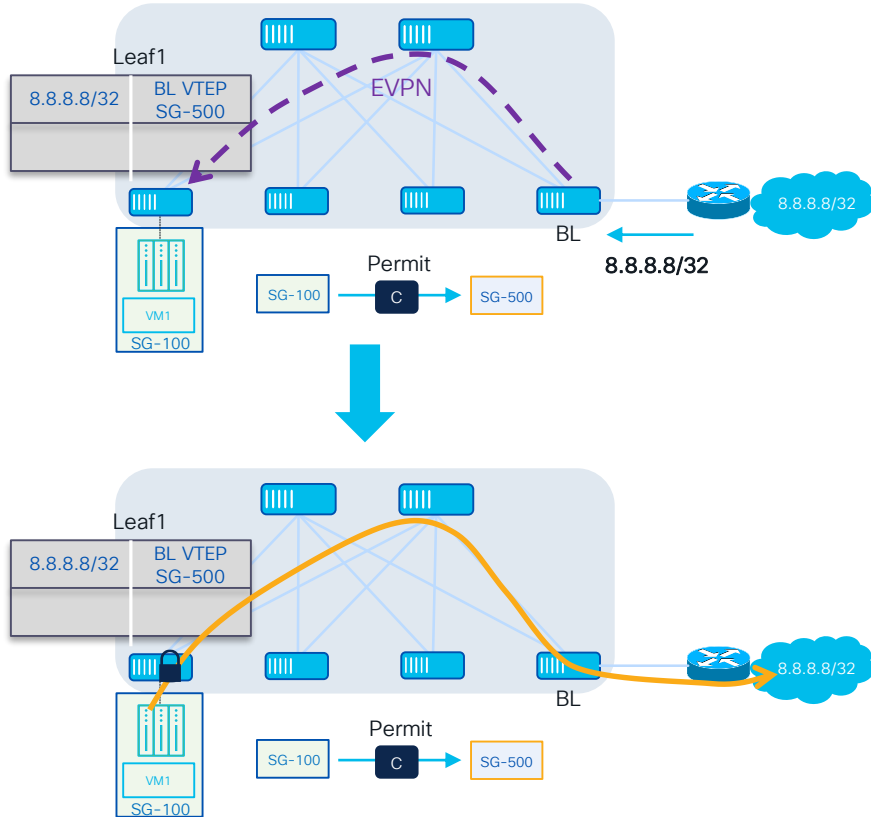 Leaf1
8.8.8.8/32
BL VTEP
SG-500
EVPN
8.8.8.8/32
BL
8.8.8.8/32
Permit
SG-100
C
SG-500
VM1
SG-100
Leaf1
8.8.8.8/32
BL VTEP
SG-500
8.8.8.8/32
BL
Permit
SG-100
C
SG-500
VM1
SG-100